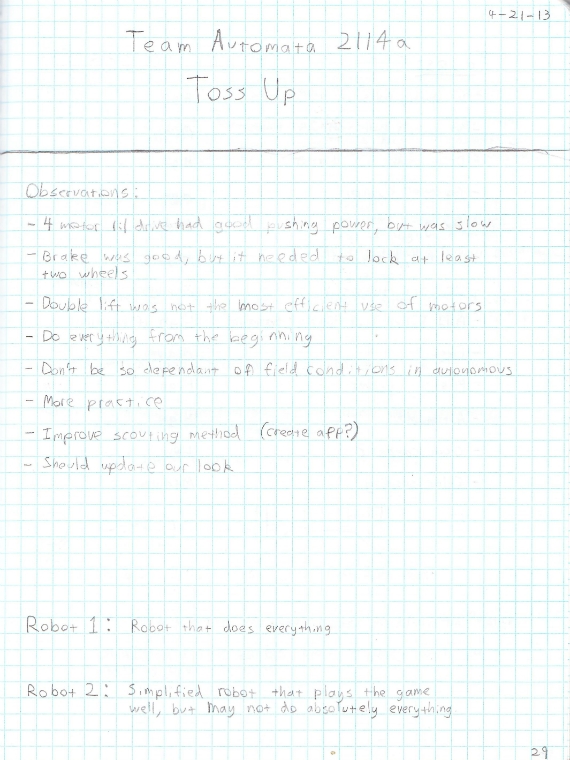 4-21-13
Team Automata 2114a
Toss Up
Observations:
- 4 motor 1:1 drive had good pushing power, but was slow
- Brake was good, but it needed to lock at least
two wheels
- Double lift was not the most efficient use of motors
- Do everything from the beginning
- Don't be so dependant on field conditions in autonomous
- More practice
- Improve scouting method (create app?)
- Should update our look
Robot 1: Robot that does everything
Robot 2: Simplified robot that plays the game
well, but may not do absolutely everything
29